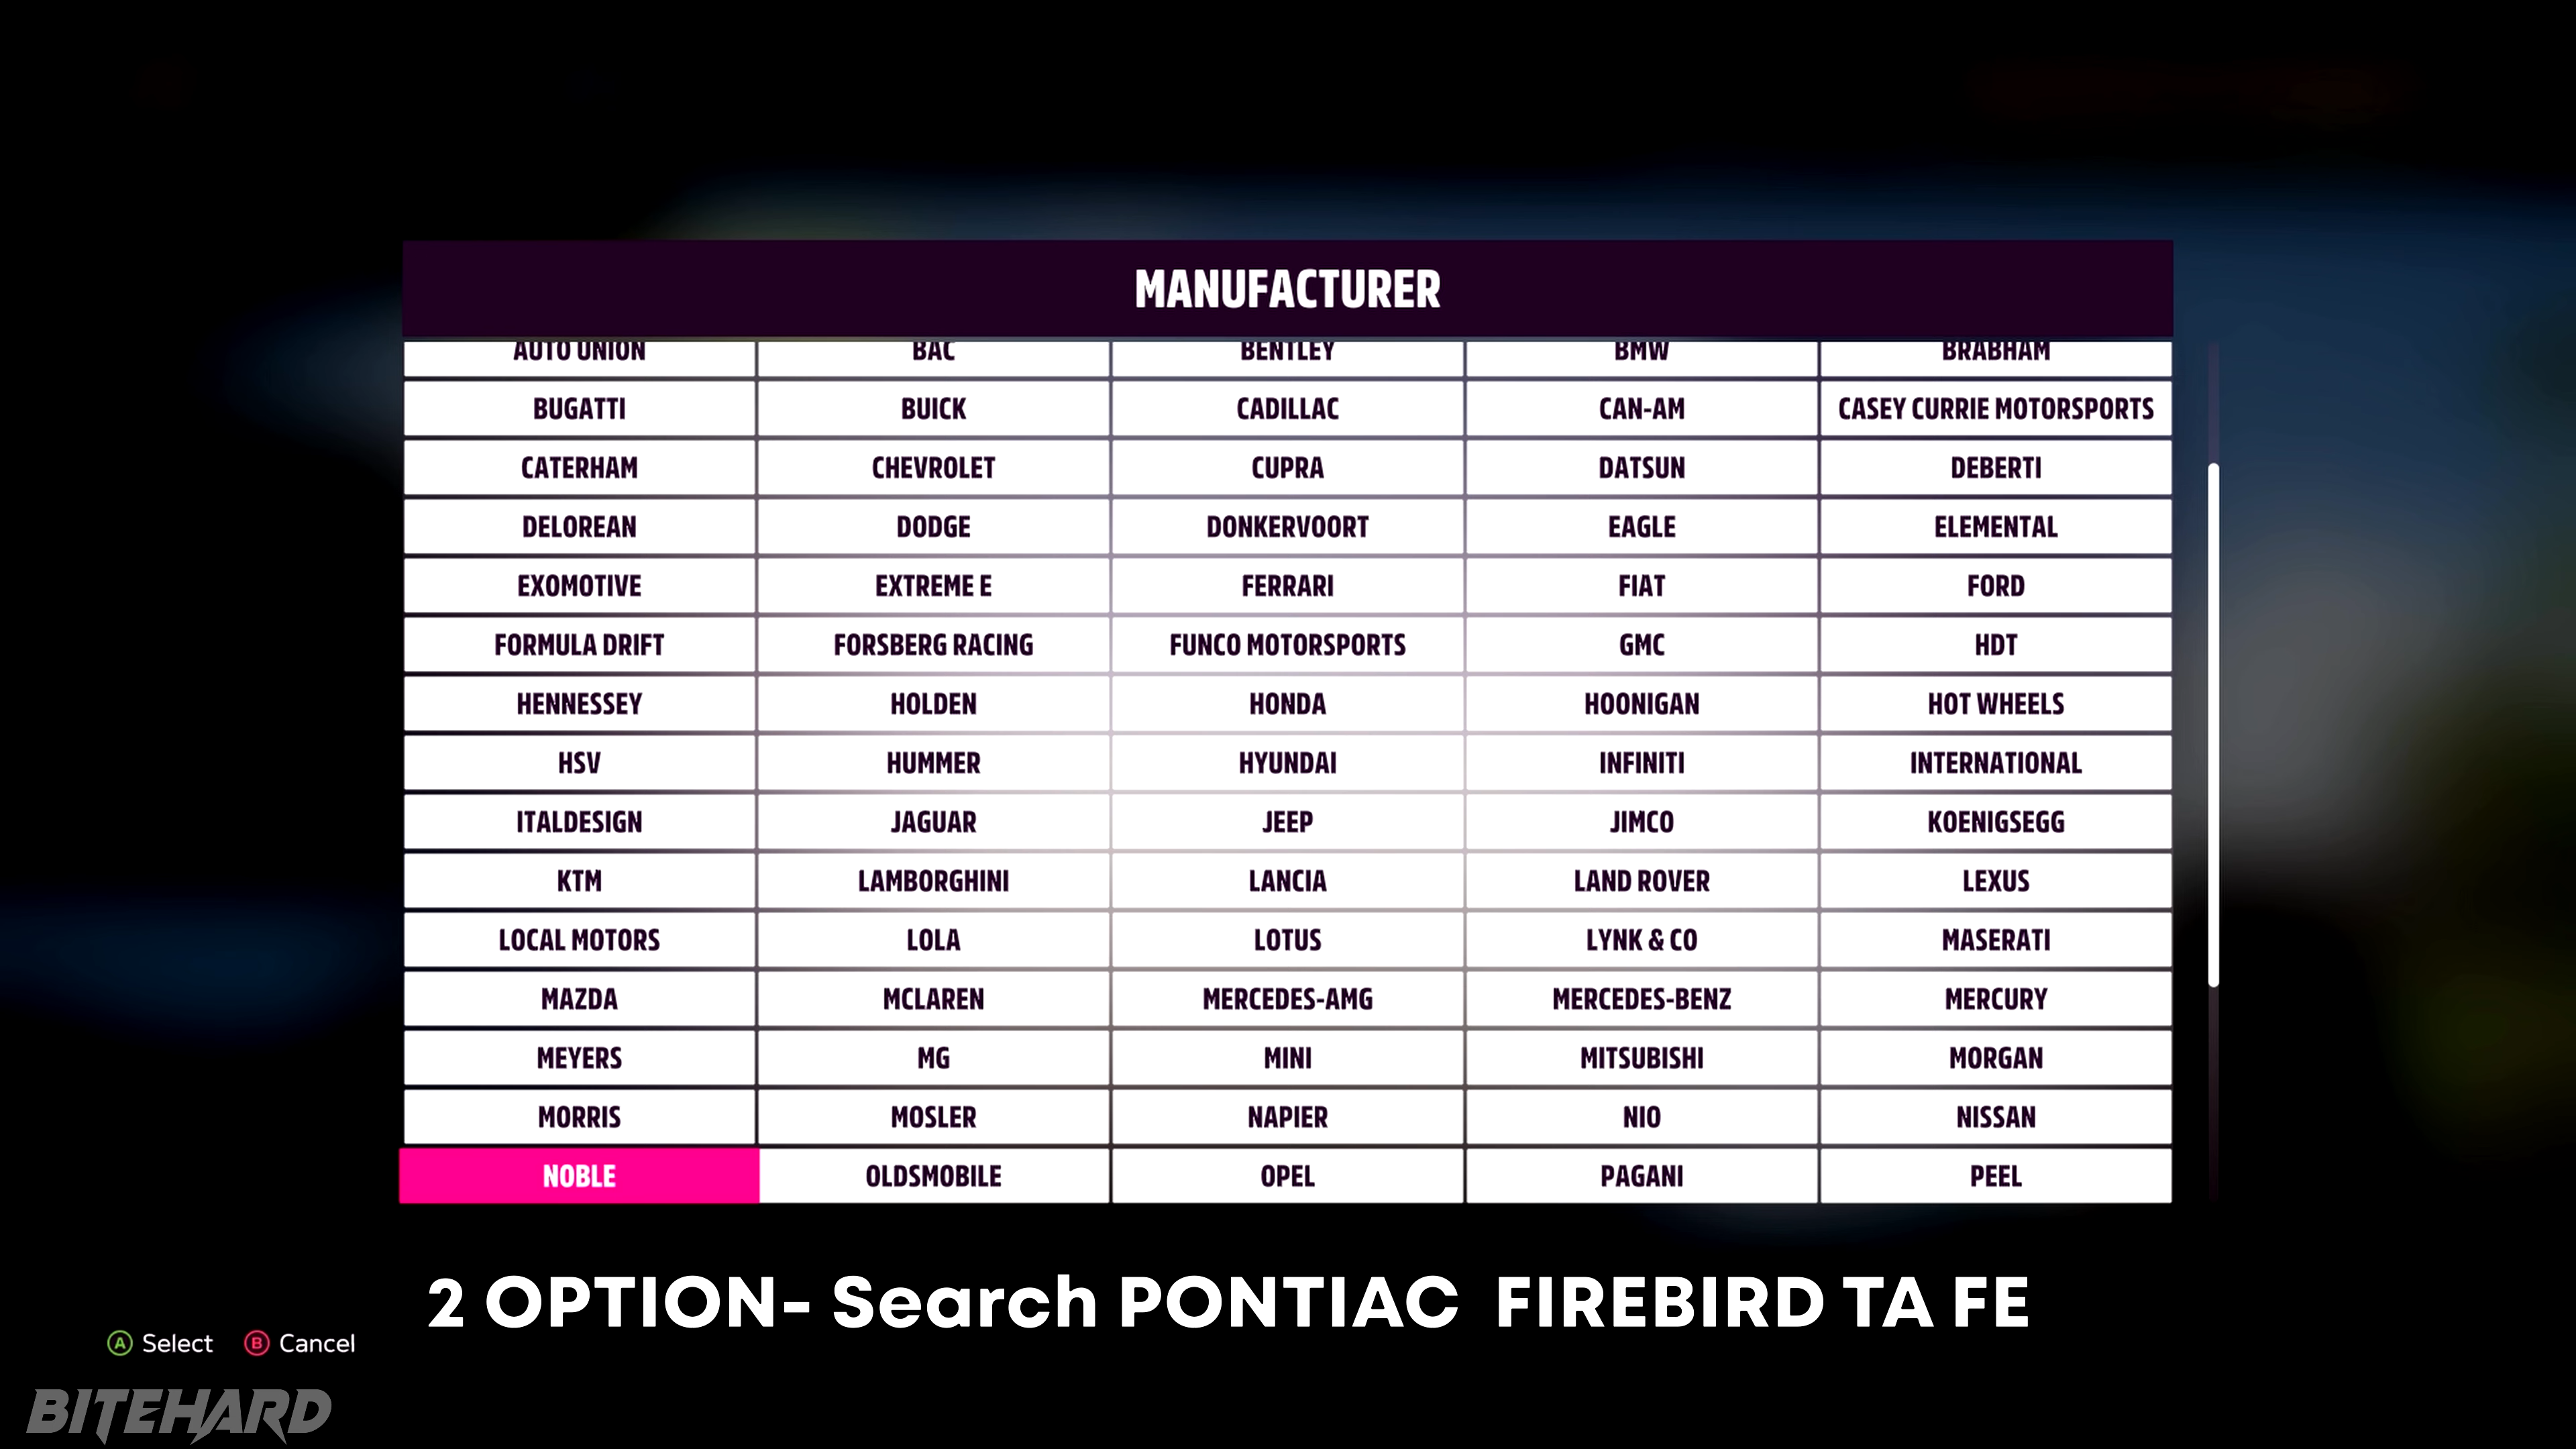 MANUFACTURER
AUTO UNION BAC BENTLEY BMW BRABHAM
BUGATTI BUICK CADILLAC CAN-AM CASEY CURRIE MOTORSPORTS
CATERHAM CHEVROLET CUPRA DATSUN DEBERTI
DELOREAN DODGE DONKERVOORT EAGLE ELEMENTAL
EXOMOTIVE EXTREME E FERRARI FIAT FORD
FORMULA DRIFT FORSBERG RACING FUNCO MOTORSPORTS GMC HDT
HENNESSEY HOLDEN HONDA HOONIGAN HOT WHEELS
HSV HUMMER HYUNDAI INFINITI INTERNATIONAL
ITALDESIGN JAGUAR JEEP JIMCO KOENIGSEGG
KTM LAMBORGHINI LANCIA LAND ROVER LEXUS
LOCAL MOTORS LOLA LOTUS LYNK & CO MASERATI
MAZDA MCLAREN MERCEDES-AMG MERCEDES-BENZ MERCURY
MEYERS MG MINI MITSUBISHI MORGAN
MORRIS MOSLER NAPIER NIO NISSAN
NOBLE OLDSMOBILE OPEL PAGANI PEEL
2 OPTION- Search PONTIAC FIREBIRD TA FE
A Select B Cancel
BITEHARD